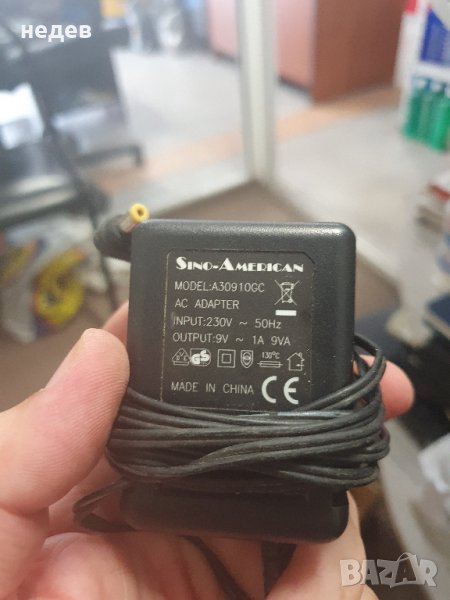 недев
SINO-AMERICAN
MODEL:A30910GC
AC ADAPTER
INPUT:230V ~ 50Hz
OUTPUT:9V ~ 1A 9VA
130°C
MADE IN CHINA CE
BAZAR